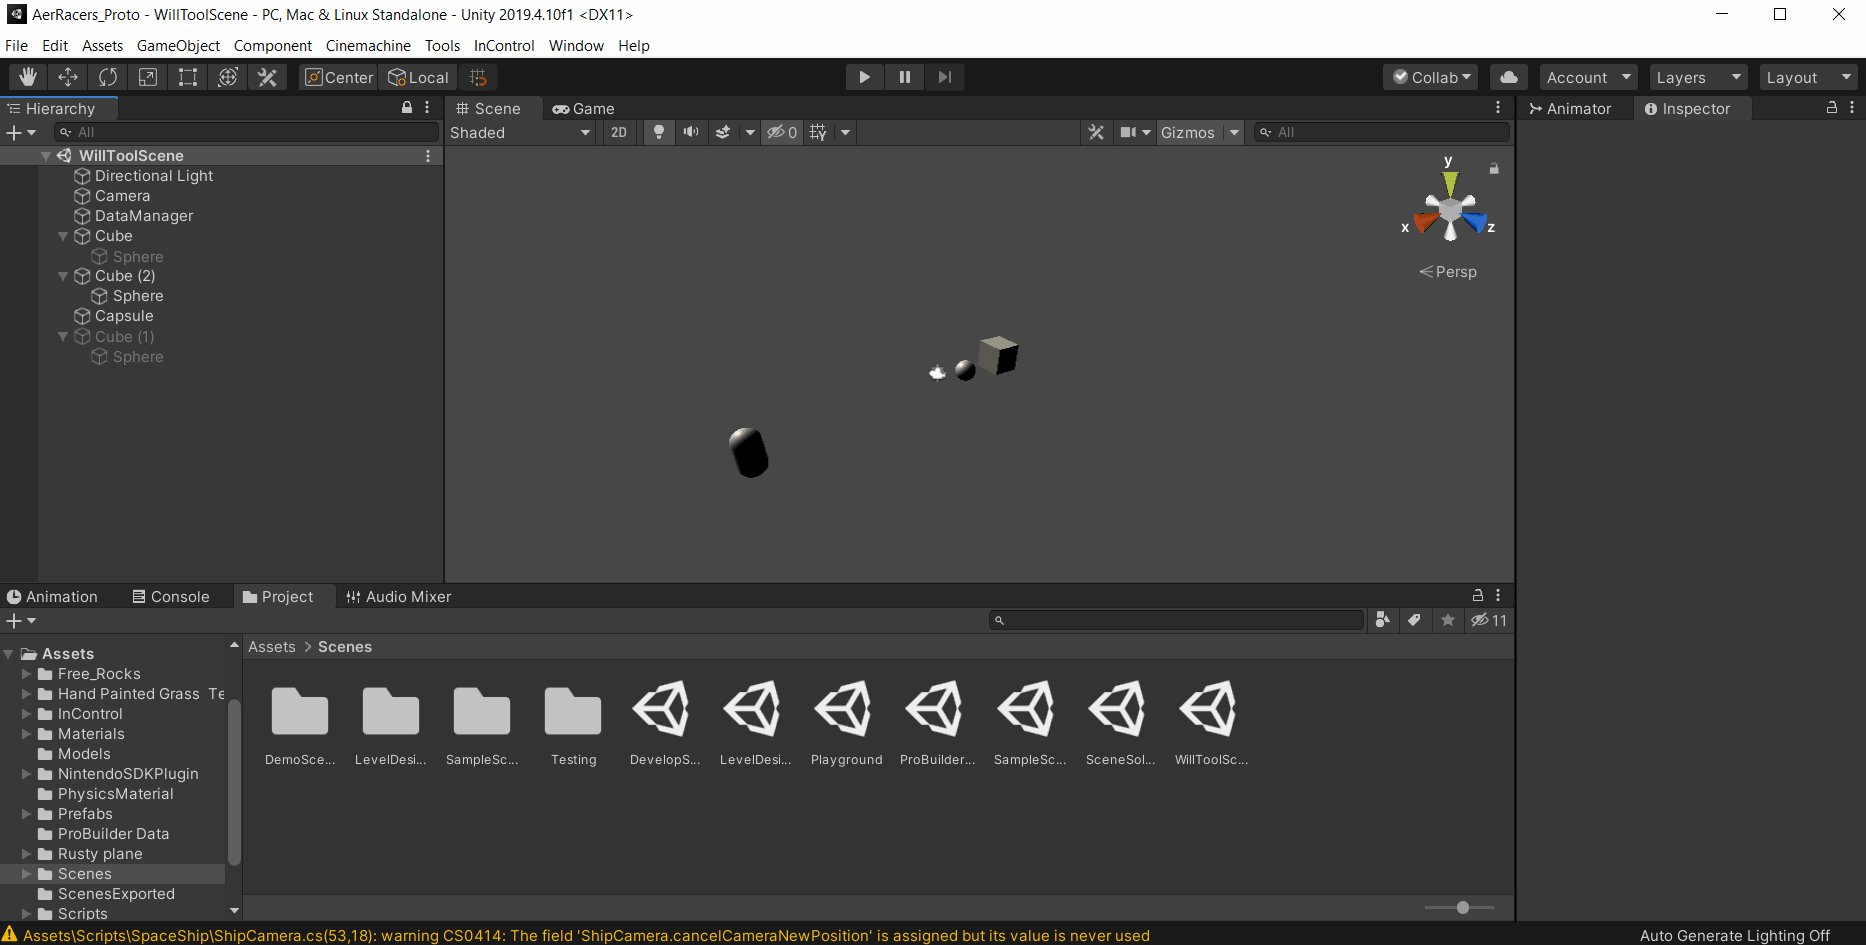 AerRacers_Proto - WillToolScene - PC, Mac & Linux Standalone - Unity 2019.4.10f1 <DX11>
File Edit Assets GameObject Component Cinemachine Tools InControl Window Help
Center Local Collab Account Layers Layout
Hierarchy
All
WillToolScene
Directional Light
Camera
DataManager
Cube
Sphere
Cube (2)
Sphere
Capsule
Cube (1)
Sphere
Scene Game
Shaded 2D 0 Gizmos All
y
x z
Persp
Animator Inspector
Animation Console Project Audio Mixer
11
Assets
Free_Rocks
Hand Painted Grass Te
InControl
Materials
Models
NintendoSDKPlugin
PhysicsMaterial
Prefabs
ProBuilder Data
Rusty plane
Scenes
ScenesExported
Scripts
Assets > Scenes
DemoSce... LevelDesi... SampleSc... Testing DevelopS... LevelDesi... Playground ProBuilder... SampleSc... SceneSol... WillToolSc...
Assets\Scripts\SpaceShip\ShipCamera.cs(53,18): warning CS0414: The field 'ShipCamera.cancelCameraNewPosition' is assigned but its value is never used
Auto Generate Lighting Off